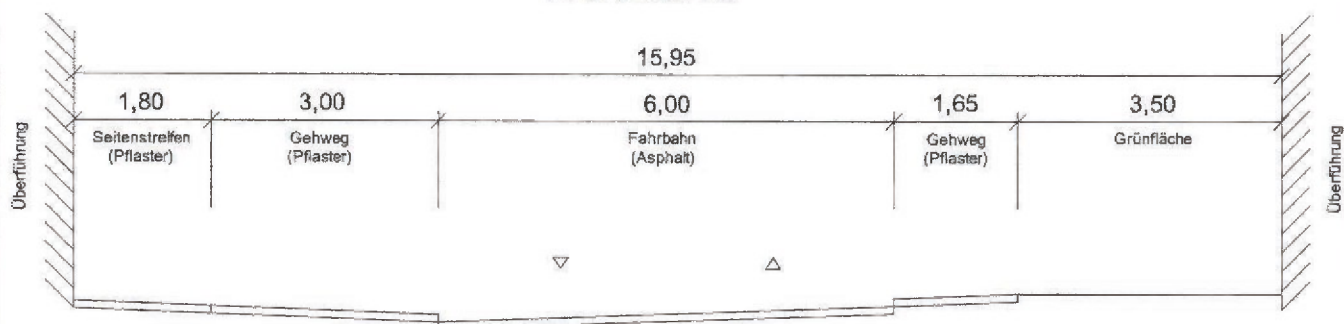 15,95
1,80 3,00 6,00 1,65 3,50
Seitenstreifen Gehweg Fahrbahn Gehweg Grünfläche
(Pflaster) (Pflaster) (Asphalt) (Pflaster)
Überführung
Überführung